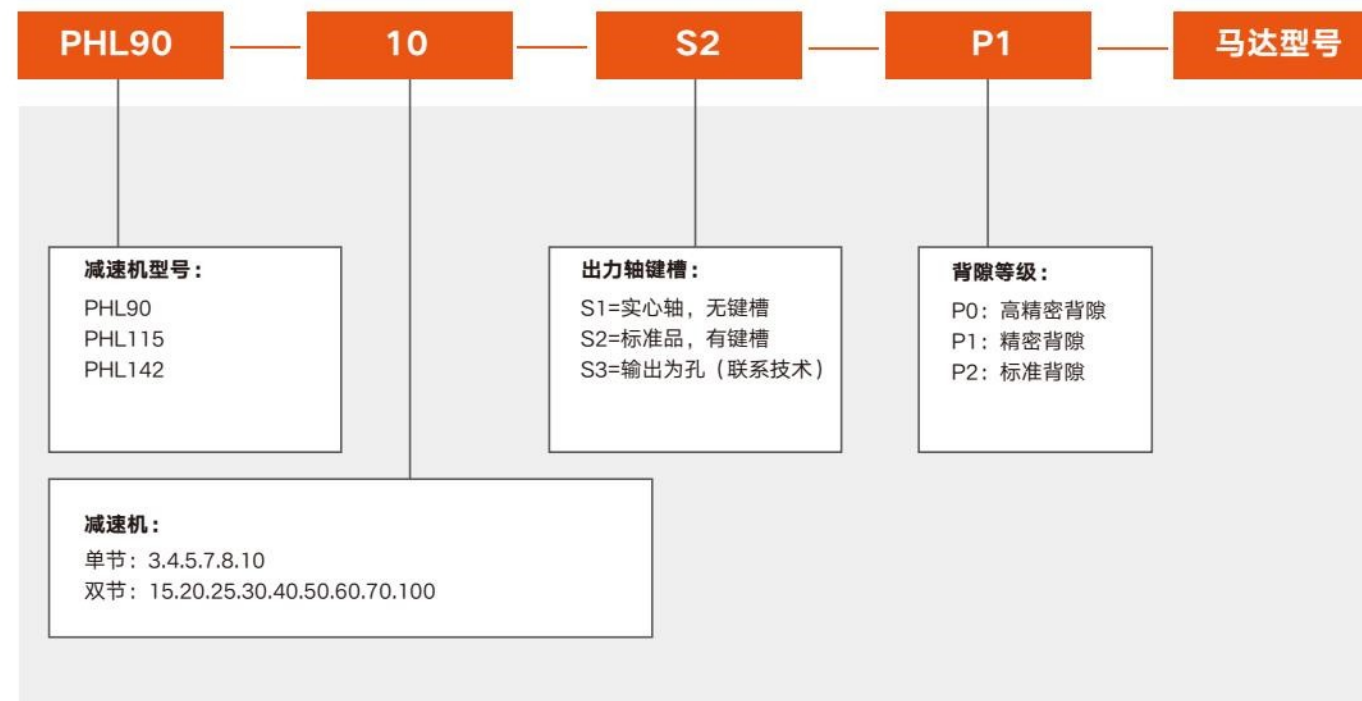 PHL90 — 10 — S2 — P1 — 马达型号
减速机型号：
PHL90
PHL115
PHL142
出力轴键槽：
S1=实心轴，无键槽
S2=标准品，有键槽
S3=输出为孔（联系技术）
背隙等级：
P0：高精密背隙
P1：精密背隙
P2：标准背隙
减速机：
单节：3.4.5.7.8.10
双节：15.20.25.30.40.50.60.70.100